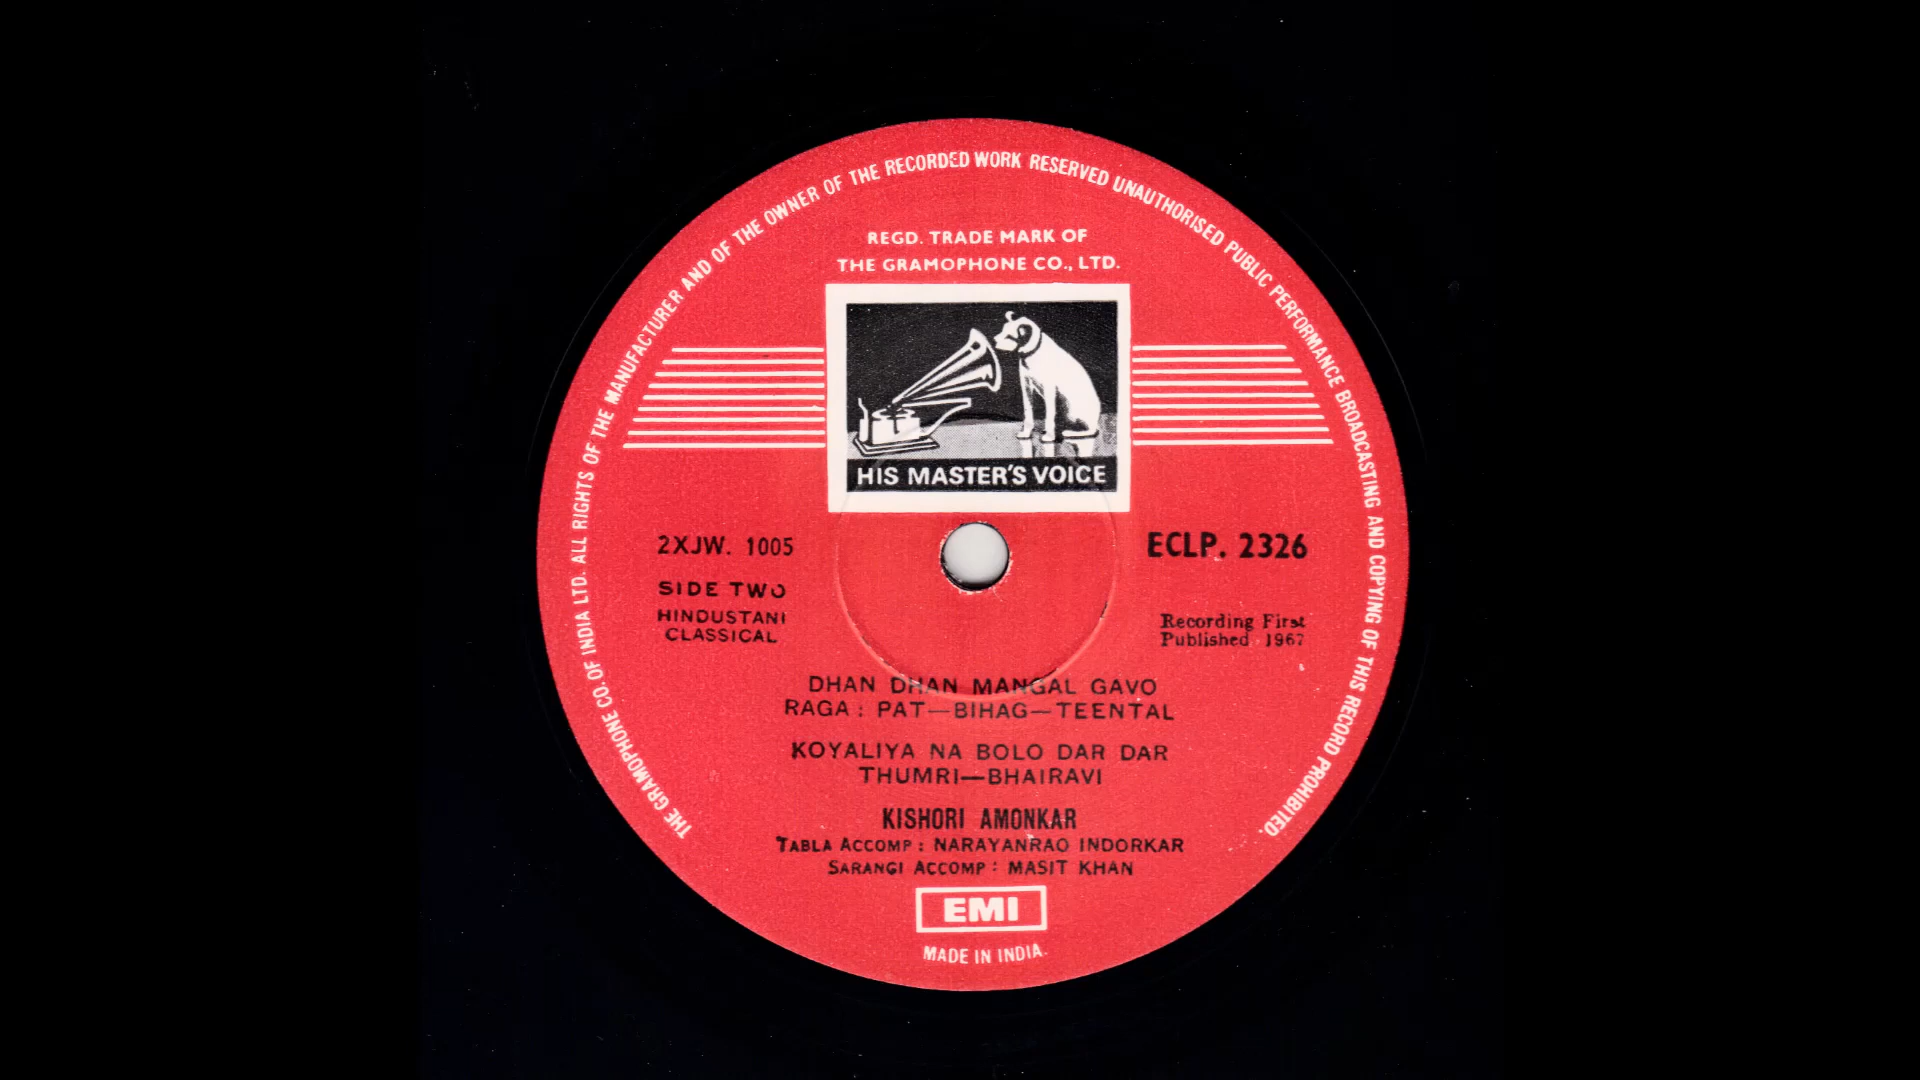 THE GRAMOPHONE CO. OF INDIA LTD. ALL RIGHTS OF THE MANUFACTURER AND OF THE OWNER OF THE RECORDED WORK RESERVED UNAUTHORISED PUBLIC PERFORMANCE BROADCASTING AND COPYING OF THIS RECORD PROHIBITED.
REGD. TRADE MARK OF
THE GRAMOPHONE CO., LTD.
HIS MASTER'S VOICE
2XJW. 1005
ECLP. 2326
SIDE TWO
HINDUSTANI
CLASSICAL
Recording First
Published 1967
DHAN DHAN MANGAL GAVO
RAGA : PAT—BIHAG—TEENTAL
KOYALIYA NA BOLO DAR DAR
THUMRI—BHAIRAVI
KISHORI AMONKAR
TABLA ACCOMP : NARAYANRAO INDORKAR
SARANGI ACCOMP : MASIT KHAN
EMI
MADE IN INDIA.